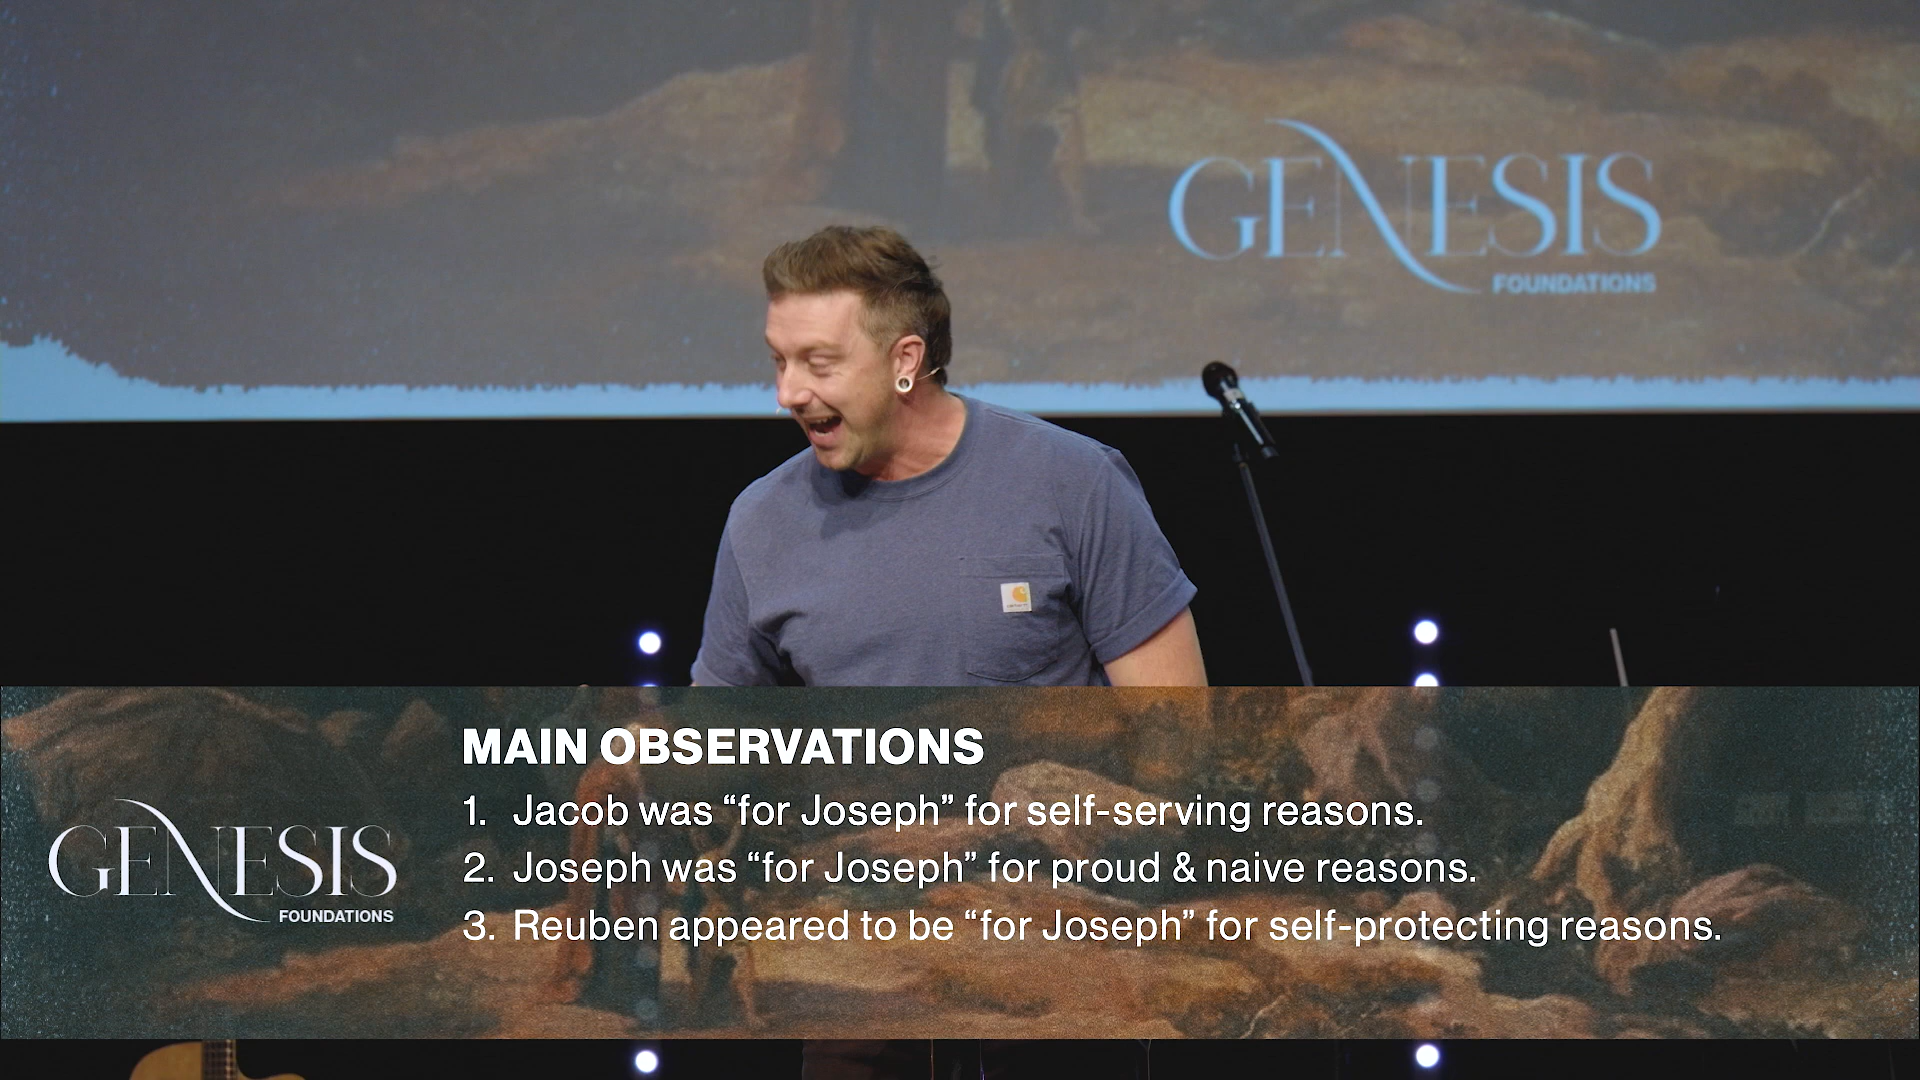 GENESIS
FOUNDATIONS
MAIN OBSERVATIONS
1. Jacob was “for Joseph” for self-serving reasons.
2. Joseph was “for Joseph” for proud & naive reasons.
3. Reuben appeared to be “for Joseph” for self-protecting reasons.
GENESIS
FOUNDATIONS